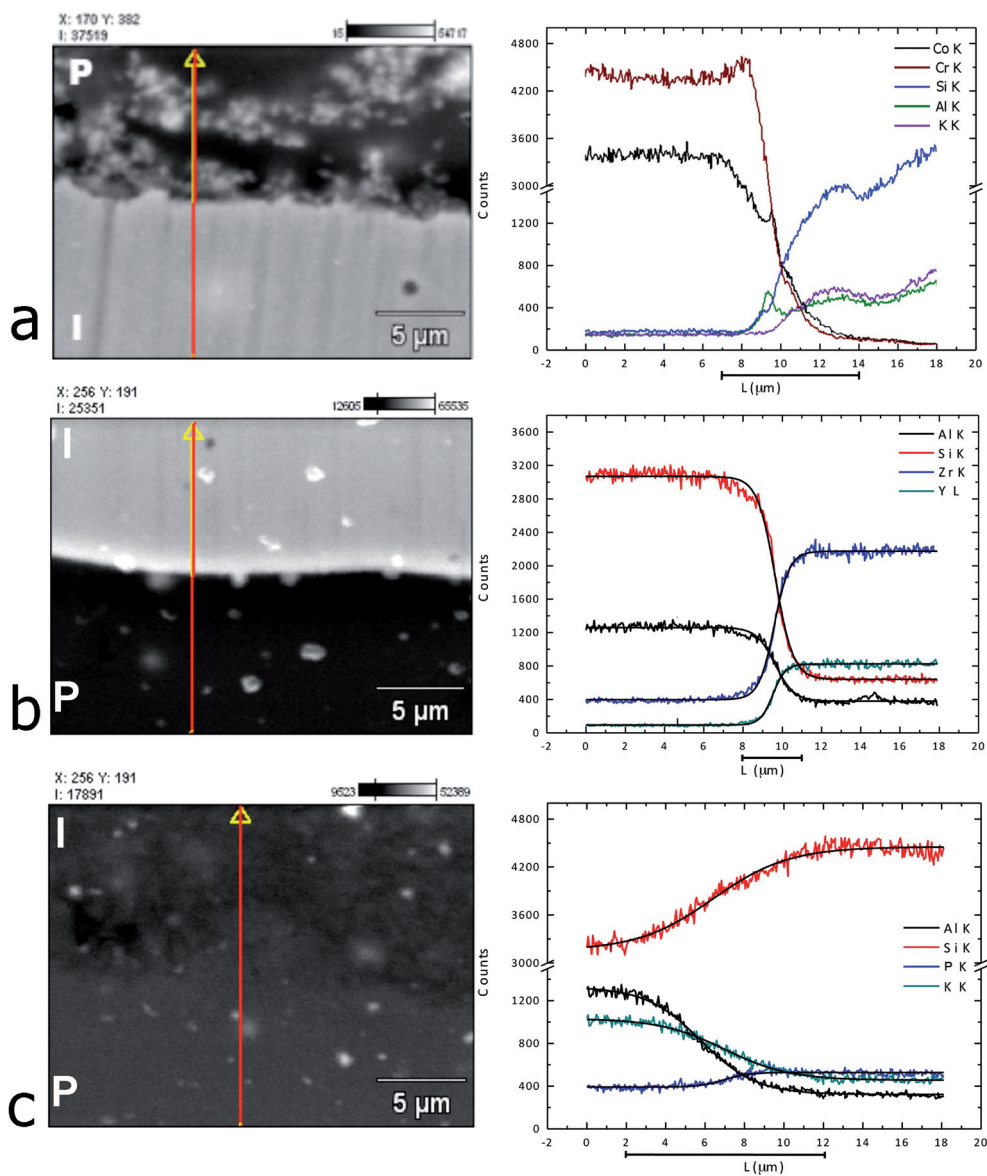 a
X: 170 Y: 382
I: 37519
15 54717
P
I
5 µm
Counts
4800
4200
3600
3000
1200
800
400
0
Co K
Cr K
Si K
Al K
K K
0 2 4 6 8 10 12 14 16 18 20
L (µm)
b
X: 256 Y: 191
I: 25351
12605 65535
I
P
5 µm
Counts
3600
3200
2800
2400
2000
1600
1200
800
400
0
Al K
Si K
Zr K
Y L
-2 0 2 4 6 8 10 12 14 16 18 20
L (µm)
c
X: 256 Y: 191
I: 17891
9523 52389
I
P
5 µm
Counts
4800
4200
3600
3000
1200
800
400
0
Al K
Si K
P K
K K
-2 0 2 4 6 8 10 12 14 16 18 20
L (µm)